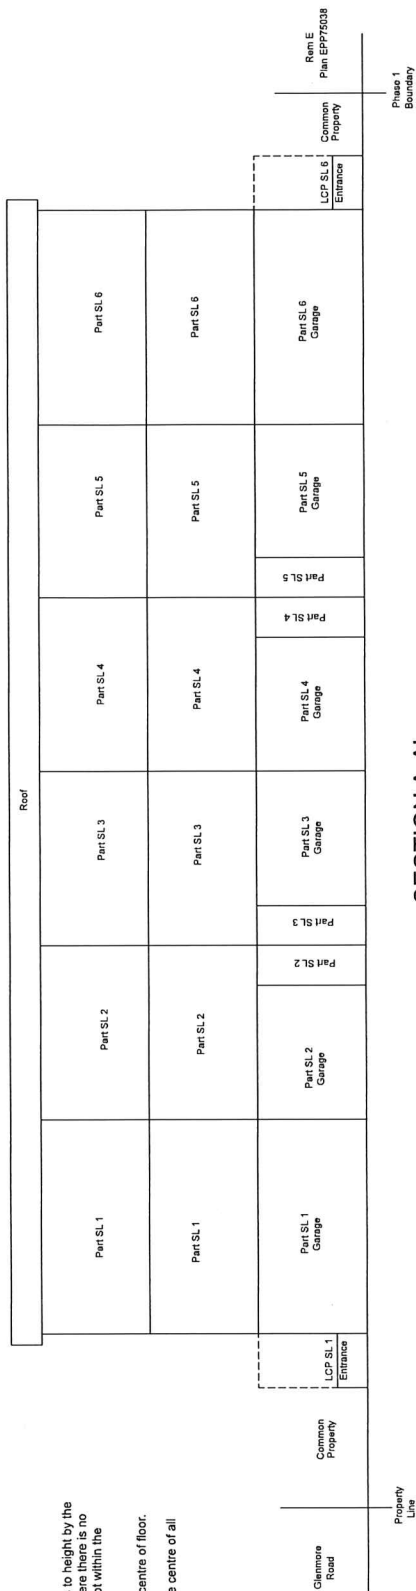 Roof
Part SL 1
Part SL 2
Part SL 3
Part SL 4
Part SL 5
Part SL 6
Part SL 1
Part SL 2
Part SL 3
Part SL 4
Part SL 5
Part SL 6
Glenmore
Road
Property
Line
Common
Property
LCP SL 1
Entrance
Part SL 1
Garage
Part SL 2
Garage
Part SL 2
Part SL 3
Part SL 3
Garage
Part SL 4
Garage
Part SL 4
Part SL 5
Part SL 5
Garage
Part SL 6
Garage
LCP SL 6
Entrance
Common
Property
Rem E
Plan EPP75038
Phase 1
Boundary
to height by the
ere there is no
ot within the
centre of floor.
e centre of all